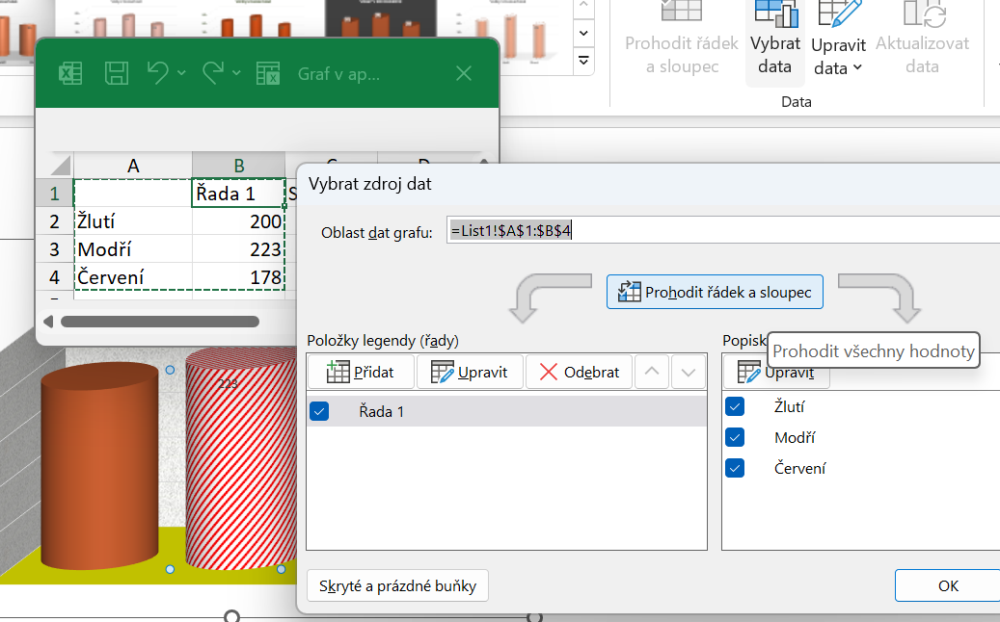 Prohodit řádek
a sloupec
Vybrat
data
Upravit
data
Aktualizovat
data
Data
Graf v ap...
A
B
1
Řada 1
2
Žlutí
200
3
Modří
223
4
Červení
178
Vybrat zdroj dat
Oblast dat grafu:
=List1!$A$1:$B$4
Prohodit řádek a sloupec
Položky legendy (řady)
Popisk
Prohodit všechny hodnoty
Přidat
Upravit
Odebrat
Upravit
Řada 1
Žlutí
Modří
Červení
223
Skryté a prázdné buňky
OK